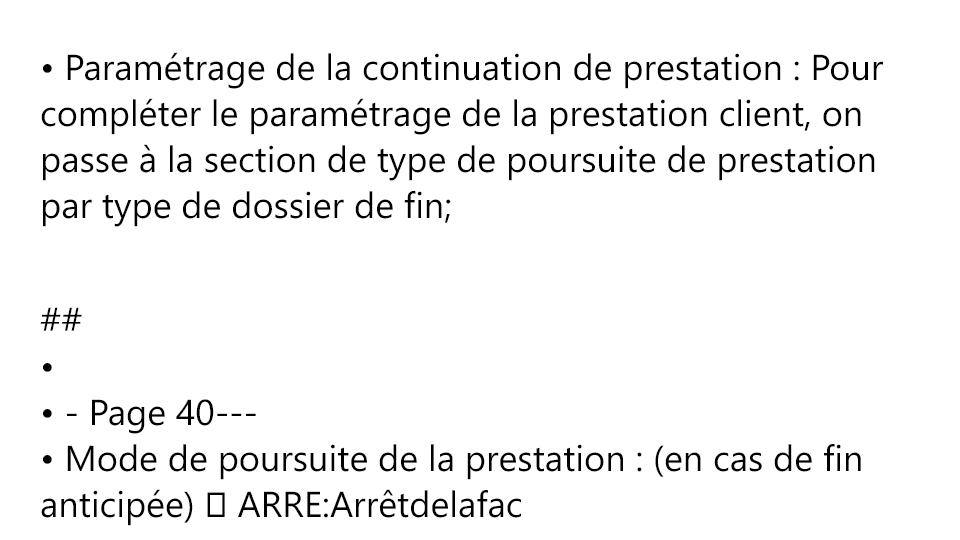 • Paramétrage de la continuation de prestation : Pour
compléter le paramétrage de la prestation client, on
passe à la section de type de poursuite de prestation
par type de dossier de fin;
##
•
• - Page 40---
• Mode de poursuite de la prestation : (en cas de fin
anticipée) ▯ ARRE:Arrêtdelafac